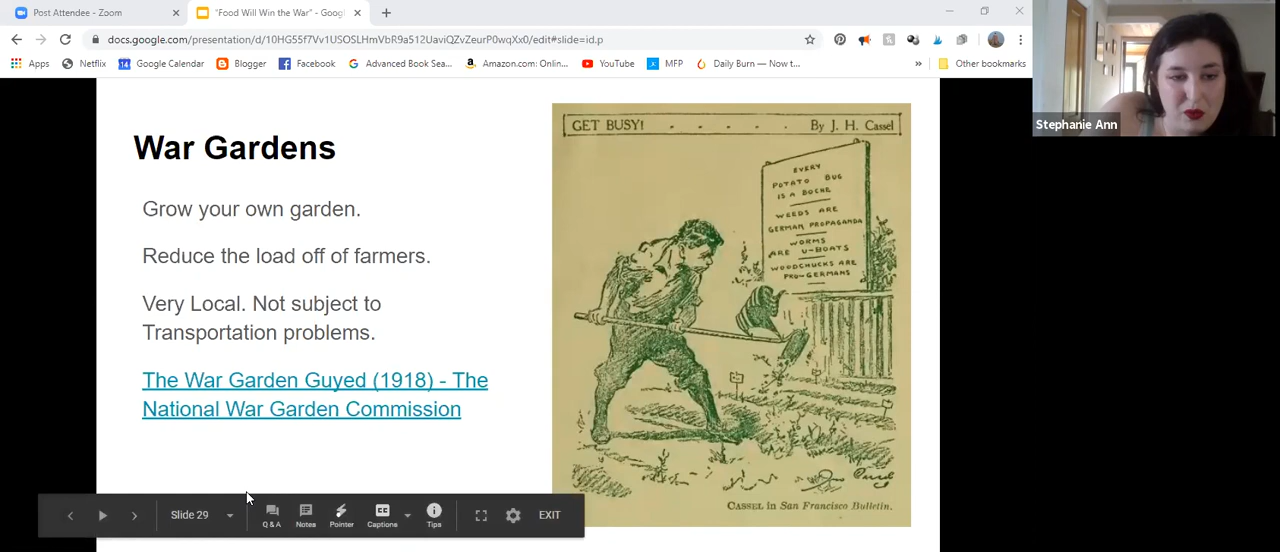 Post Attendee - Zoom
"Food Will Win the War" - Goog
docs.google.com/presentation/d/10HG55f7Vv1USOSLHmVbR9a512UaviQZvZeurP0wqXx0/edit#slide=id.p
Apps Netflix Google Calendar Blogger Facebook Advanced Book Sea... Amazon.com: Onlin... YouTube MFP Daily Burn — Now t... » Other bookmarks
Stephanie Ann
War Gardens
Grow your own garden.
Reduce the load off of farmers.
Very Local. Not subject to
Transportation problems.
The War Garden Guyed (1918) - The
National War Garden Commission
GET BUSY! - - - - - By J. H. Cassel
EVERY
POTATO BUG
IS A BOCHE
WEEDS ARE
GERMAN PROPAGANDA
WORMS
ARE U-BOATS
WOODCHUCKS ARE
PRO-GERMANS
Cassel
CASSEL in San Francisco Bulletin.
Slide 29
Q & A Notes Pointer Captions Tips EXIT